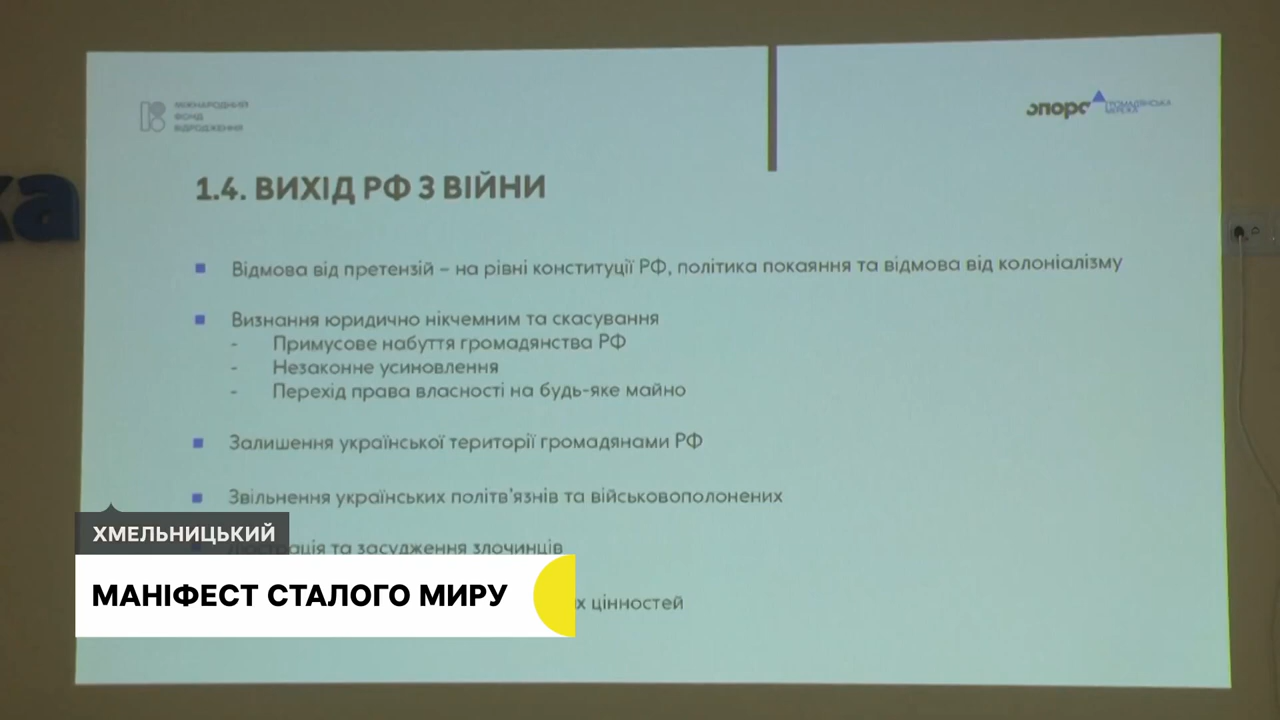 МІЖНАРОДНИЙ
ФОНД
ВІДРОДЖЕННЯ
опора
ГРОМАДЯНСЬКА
МЕРЕЖА
ка
1.4. ВИХІД РФ З ВІЙНИ
Відмова від претензій – на рівні конституції РФ, політика покаяння та відмова від колоніалізму
Визнання юридично нікчемним та скасування
- Примусове набуття громадянства РФ
- Незаконне усиновлення
- Перехід права власності на будь-яке майно
Залишення української території громадянами РФ
Звільнення українських політв'язнів та військовополонених
ХМЕЛЬНИЦЬКИЙ
та засудження злочинців
МАНІФЕСТ СТАЛОГО МИРУ
цінностей